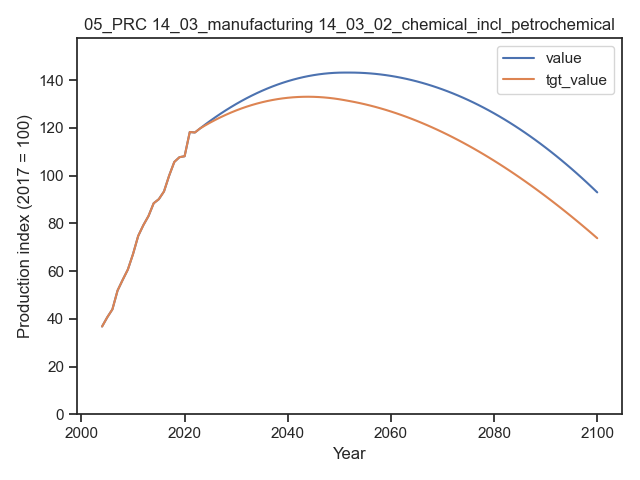 05_PRC 14_03_manufacturing 14_03_02_chemical_incl_petrochemical
value
tgt_value
Production index (2017 = 100)
140
120
100
80
60
40
20
0
2000
2020
2040
2060
2080
2100
Year